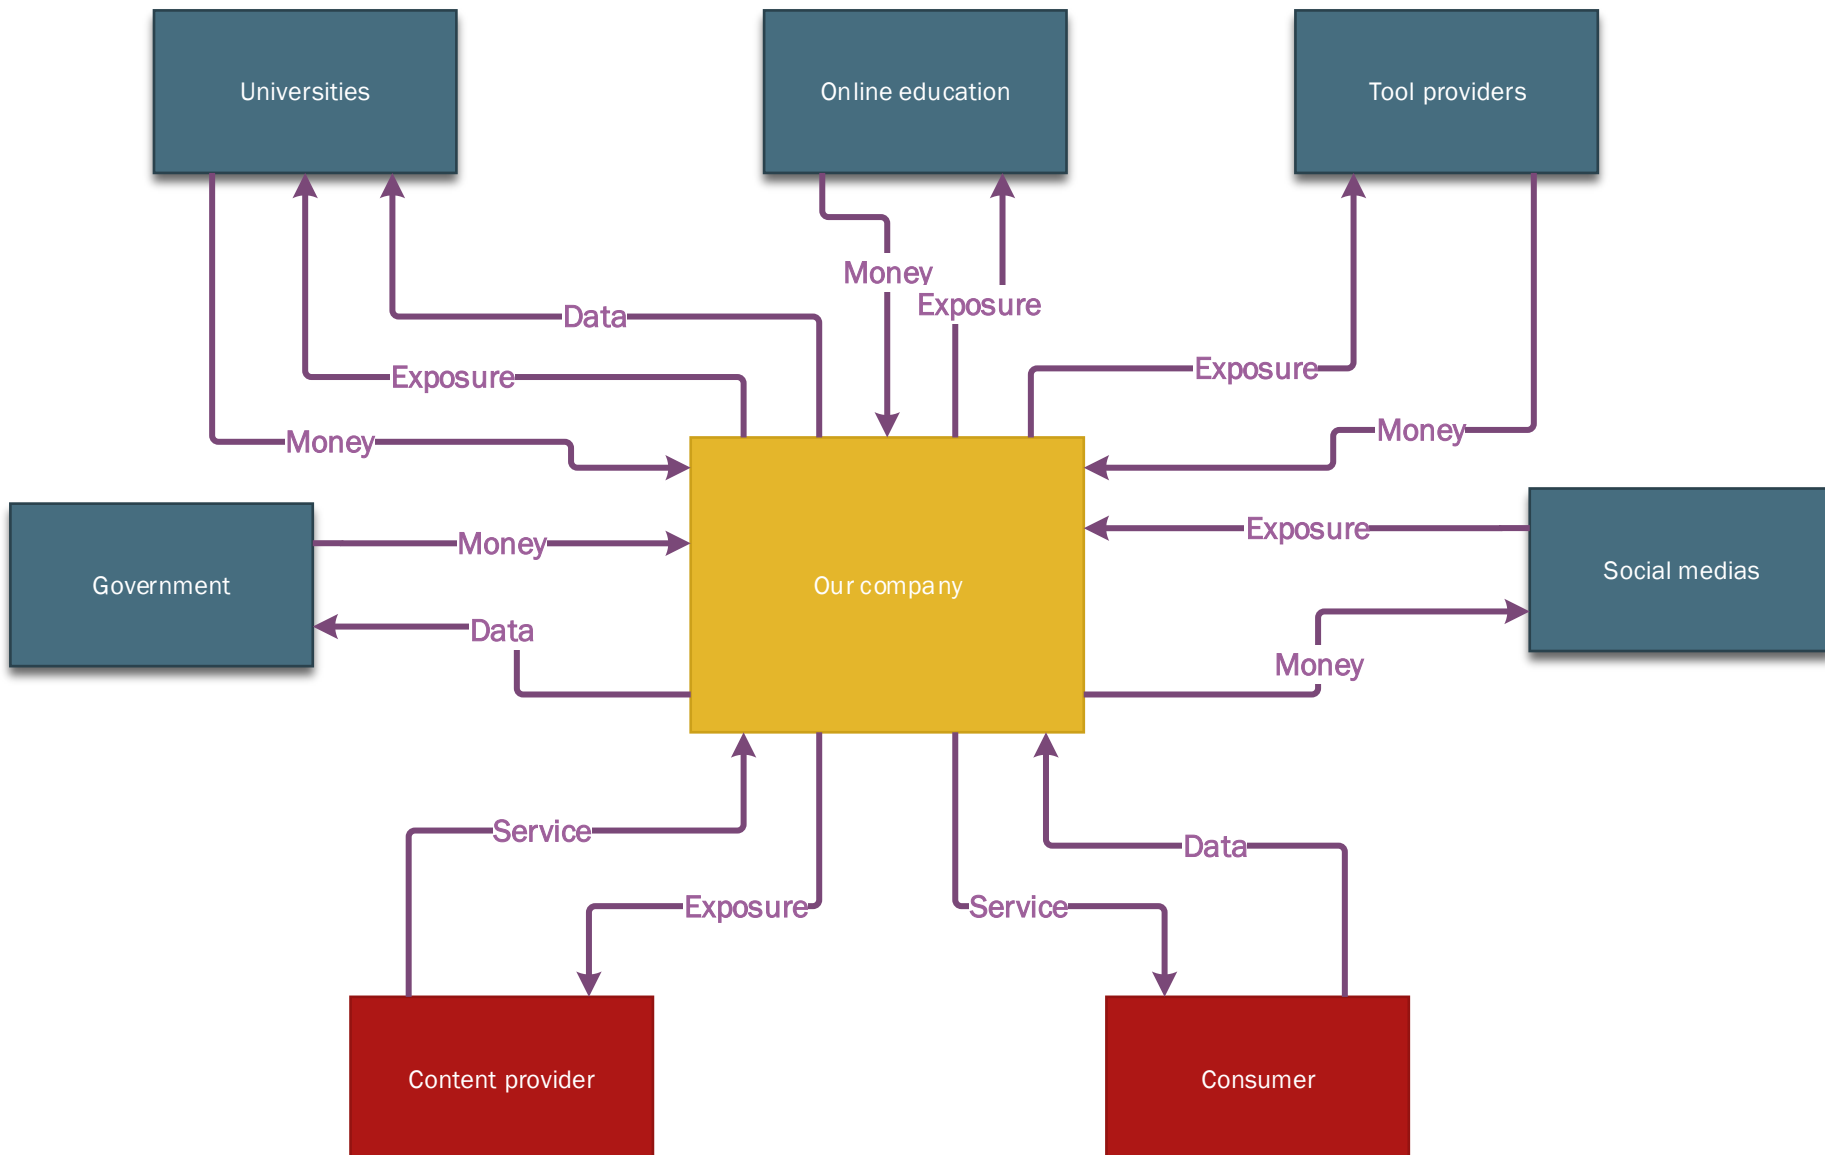 Universities
Online education
Tool providers
Money
Exposure
Data
Exposure
Exposure
Money
Money
Exposure
Money
Government
Data
Our company
Social medias
Money
Service
Data
Exposure
Service
Content provider
Consumer